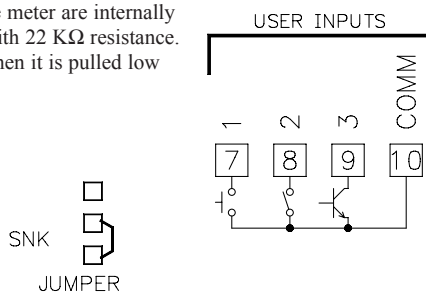 e meter are internally
ith 22 KΩ resistance.
hen it is pulled low
USER INPUTS
1 2 3 COMM
7 8 9 10
SNK
JUMPER